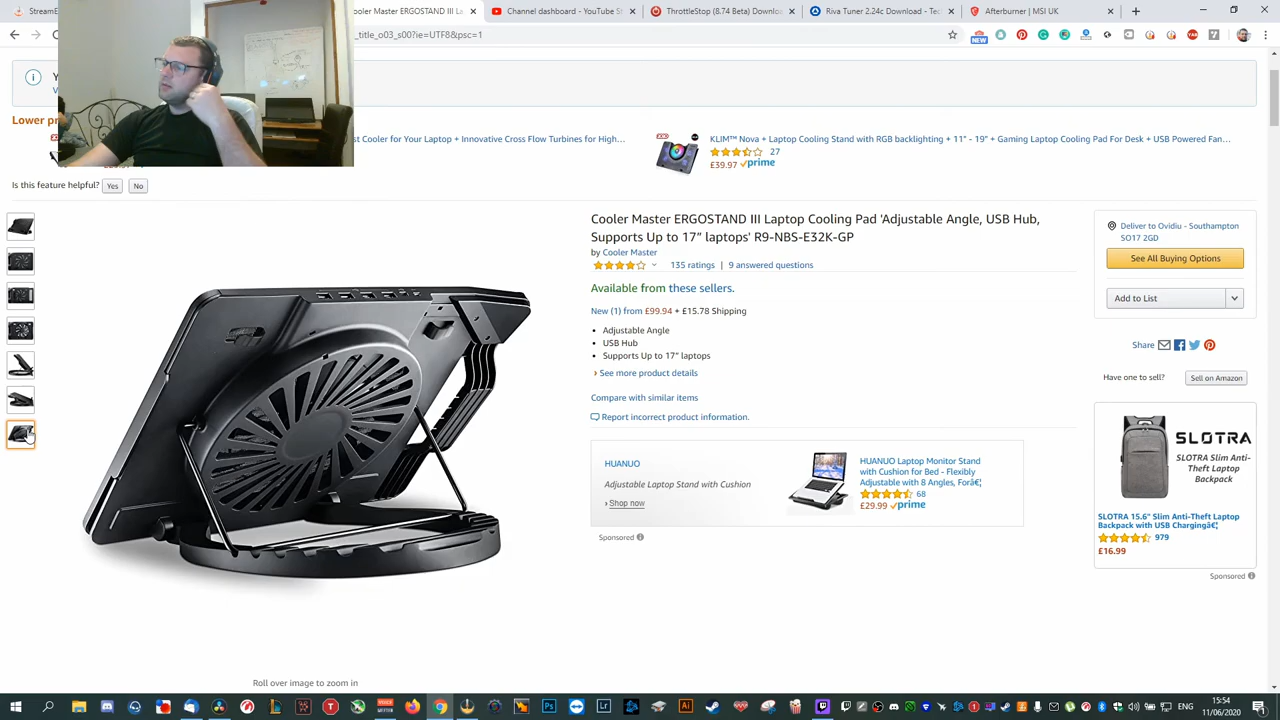 StreamE
Cooler Master ERGOSTAND III La
Channel dashboard - YouTube St
ThrottleStop (8.74 Beta) Downlo
Riva Tuner 2.24c Download - Tec
Afterburner | MSI UK
_title_o03_s00?ie=UTF8&psc=1
Lower pr
st Cooler for Your Laptop + Innovative Cross Flow Turbines for High...
KLIM™ Nova + Laptop Cooling Stand with RGB backlighting + 11" - 19" + Gaming Laptop Cooling Pad For Desk + USB Powered Fan...
27
£39.97 prime
Is this feature helpful? Yes No
Cooler Master ERGOSTAND III Laptop Cooling Pad 'Adjustable Angle, USB Hub,
Supports Up to 17” laptops' R9-NBS-E32K-GP
by Cooler Master
135 ratings | 9 answered questions
Available from these sellers.
New (1) from £99.94 + £15.78 Shipping
• Adjustable Angle
• USB Hub
• Supports Up to 17” laptops
› See more product details
Compare with similar items
Report incorrect product information.
HUANUO
Adjustable Laptop Stand with Cushion
› Shop now
HUANUO Laptop Monitor Stand
with Cushion for Bed - Flexibly
Adjustable with 8 Angles, Forâ€¦
68
£29.99 prime
Sponsored
Roll over image to zoom in
Deliver to Ovidiu - Southampton
SO17 2GD
See All Buying Options
Add to List
Share
Have one to sell? Sell on Amazon
SLOTRA
SLOTRA Slim Anti-
Theft Laptop
Backpack
SLOTRA 15.6" Slim Anti-Theft Laptop
Backpack with USB Chargingâ€¦
979
£16.99
Sponsored
15:54
11/06/2020